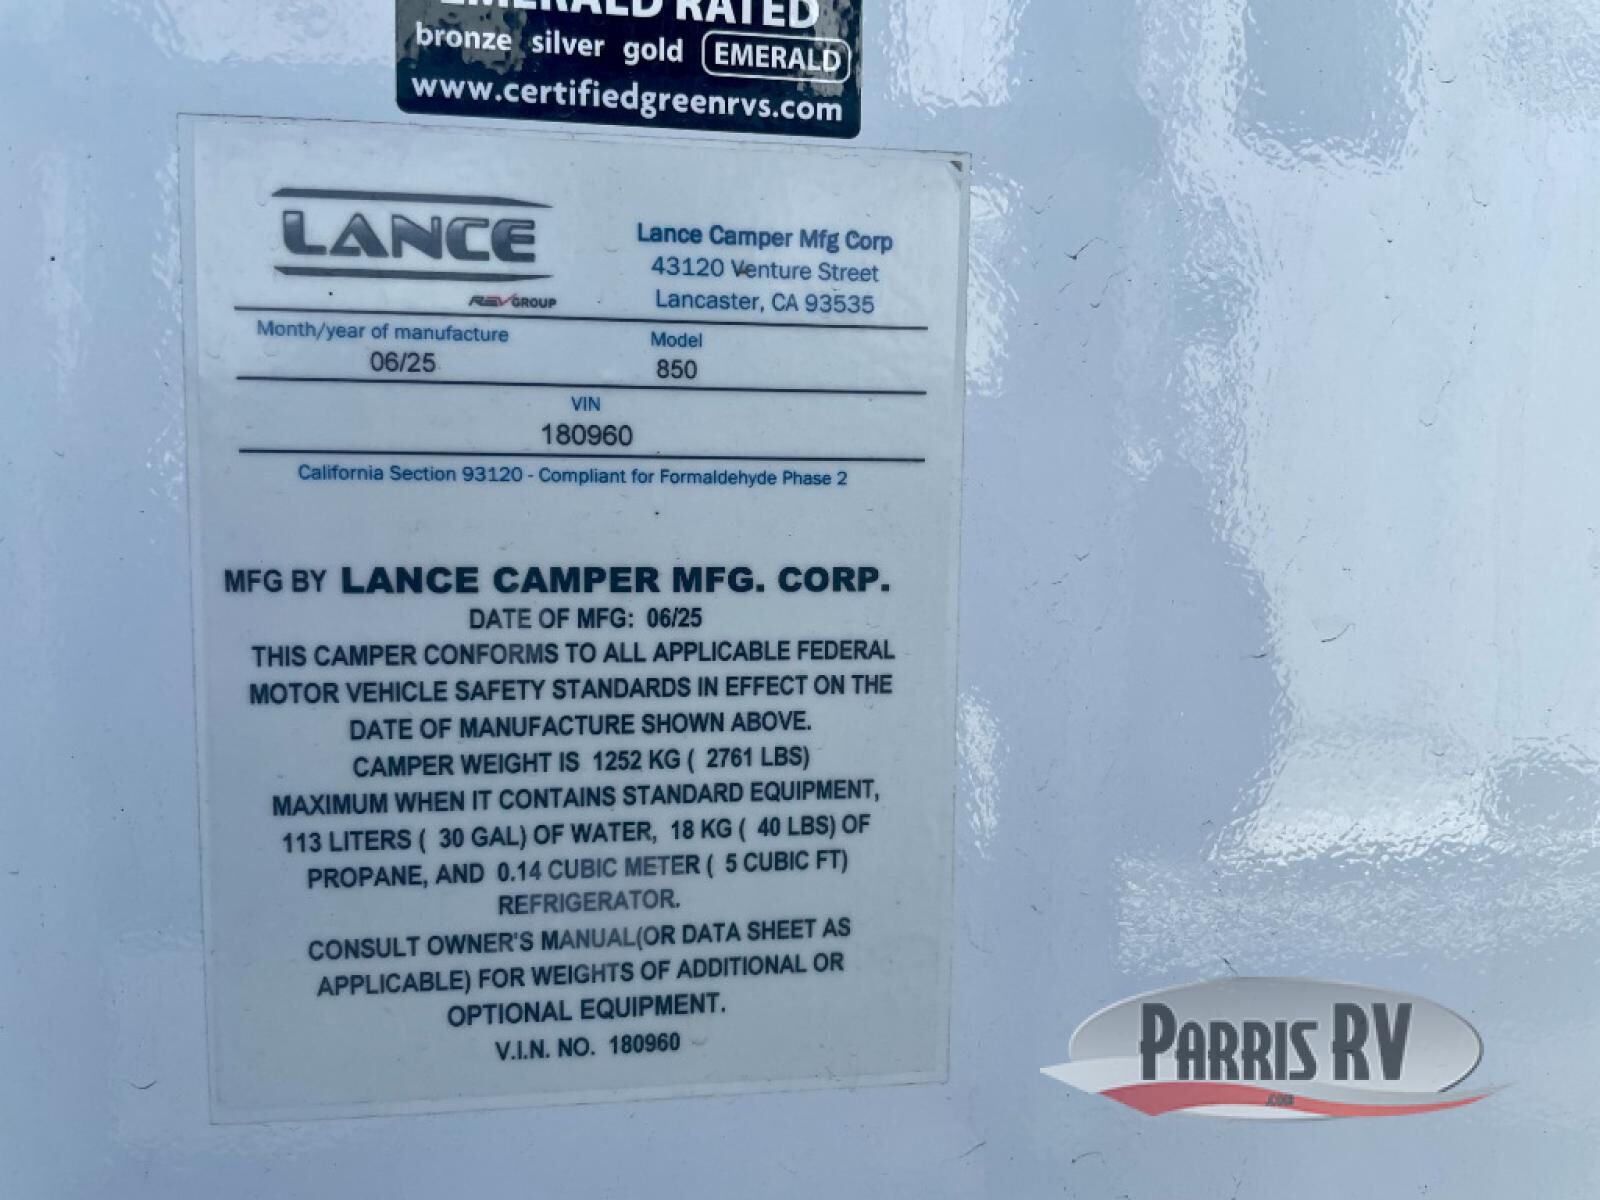 EMERALD RATED
bronze silver gold EMERALD
www.certifiedgreenrvs.com
LANCE
REV GROUP
Lance Camper Mfg Corp
43120 Venture Street
Lancaster, CA 93535
Month/year of manufacture
06/25
Model
850
VIN
180960
California Section 93120 - Compliant for Formaldehyde Phase 2
MFG BY LANCE CAMPER MFG. CORP.
DATE OF MFG: 06/25
THIS CAMPER CONFORMS TO ALL APPLICABLE FEDERAL
MOTOR VEHICLE SAFETY STANDARDS IN EFFECT ON THE
DATE OF MANUFACTURE SHOWN ABOVE.
CAMPER WEIGHT IS 1252 KG ( 2761 LBS)
MAXIMUM WHEN IT CONTAINS STANDARD EQUIPMENT,
113 LITERS ( 30 GAL) OF WATER, 18 KG ( 40 LBS) OF
PROPANE, AND 0.14 CUBIC METER ( 5 CUBIC FT)
REFRIGERATOR.
CONSULT OWNER'S MANUAL(OR DATA SHEET AS
APPLICABLE) FOR WEIGHTS OF ADDITIONAL OR
OPTIONAL EQUIPMENT.
V.I.N. NO. 180960
PARRIS RV
.com